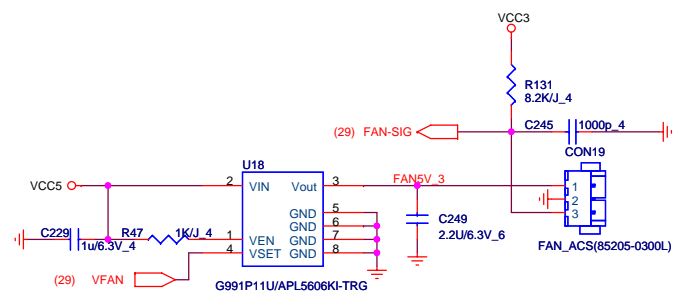 VCC3
R131
8.2K/J_4
(29) FAN-SIG
C245
1000p_4
CON19
U18
VCC5
2
VIN
Vout
3
FAN5V_3
1
2
3
GND
5
GND
6
GND
7
GND
8
C229
1u/6.3V_4
R47
1K/J_4
1
VEN
4
VSET
C249
2.2U/6.3V_6
FAN_ACS(85205-0300L)
(29) VFAN
G991P11U/APL5606KI-TRG